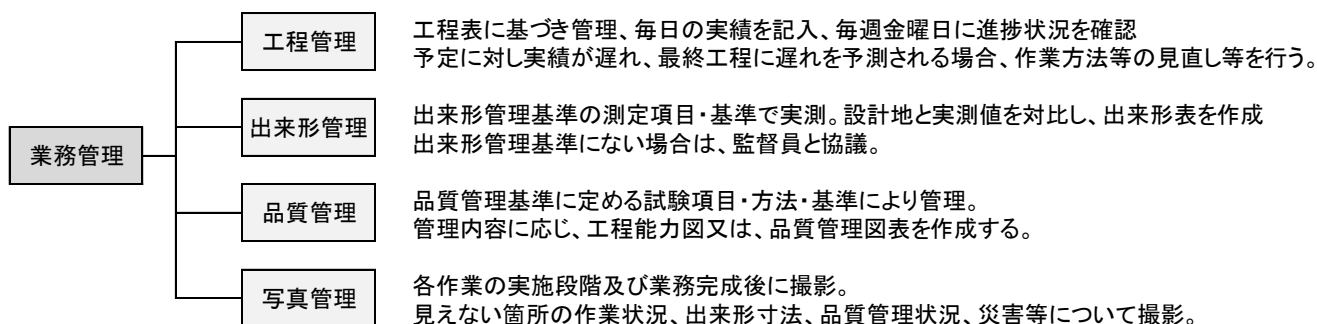 業務管理
工程管理
工程表に基づき管理、毎日の実績を記入、毎週金曜日に進捗状況を確認
予定に対し実績が遅れ、最終工程に遅れを予測される場合、作業方法等の見直し等を行う。
出来形管理
出来形管理基準の測定項目・基準で実測。設計地と実測値を対比し、出来形表を作成
出来形管理基準にない場合は、監督員と協議。
品質管理
品質管理基準に定める試験項目・方法・基準により管理。
管理内容に応じ、工程能力図又は、品質管理図表を作成する。
写真管理
各作業の実施段階及び業務完成後に撮影。
見えない箇所の作業状況、出来形寸法、品質管理状況、災害等について撮影。